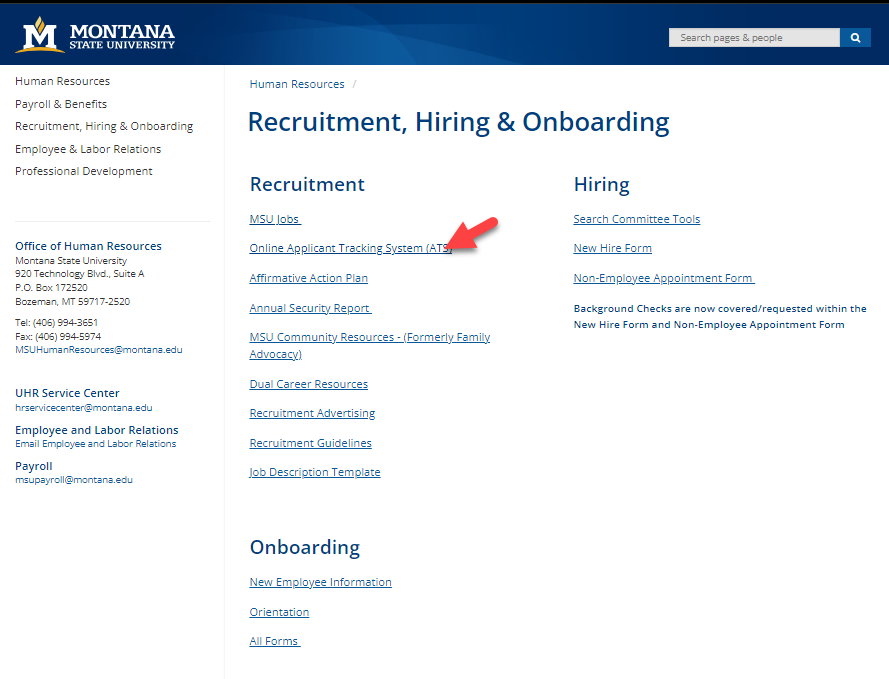 MONTANA
STATE UNIVERSITY
Search pages & people
Human Resources
Payroll & Benefits
Recruitment, Hiring & Onboarding
Employee & Labor Relations
Professional Development
Office of Human Resources
Montana State University
920 Technology Blvd., Suite A
P.O. Box 172520
Bozeman, MT 59717-2520
Tel: (406) 994-3651
Fax: (406) 994-5974
MSUHumanResources@montana.edu
UHR Service Center
hrservicecenter@montana.edu
Employee and Labor Relations
Email Employee and Labor Relations
Payroll
msupayroll@montana.edu
Human Resources /
Recruitment, Hiring & Onboarding
Recruitment
MSU Jobs
Online Applicant Tracking System (ATS)
Affirmative Action Plan
Annual Security Report
MSU Community Resources - (Formerly Family
Advocacy)
Dual Career Resources
Recruitment Advertising
Recruitment Guidelines
Job Description Template
Hiring
Search Committee Tools
New Hire Form
Non-Employee Appointment Form
Background Checks are now covered/requested within the
New Hire Form and Non-Employee Appointment Form
Onboarding
New Employee Information
Orientation
All Forms